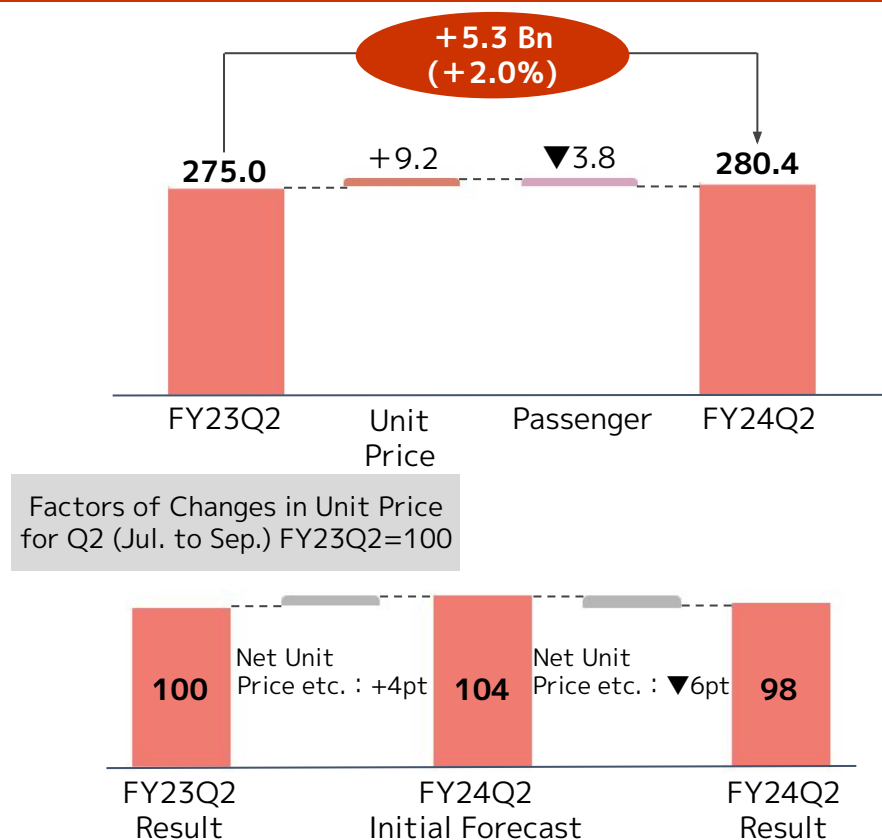 ＋5.3 Bn
(＋2.0%)
275.0
＋9.2
▼3.8
280.4
FY23Q2
Unit
Price
Passenger
FY24Q2
Factors of Changes in Unit Price
for Q2 (Jul. to Sep.) FY23Q2=100
100
Net Unit
Price etc.：+4pt
104
Net Unit
Price etc.：▼6pt
98
FY23Q2
Result
FY24Q2
Initial Forecast
FY24Q2
Result